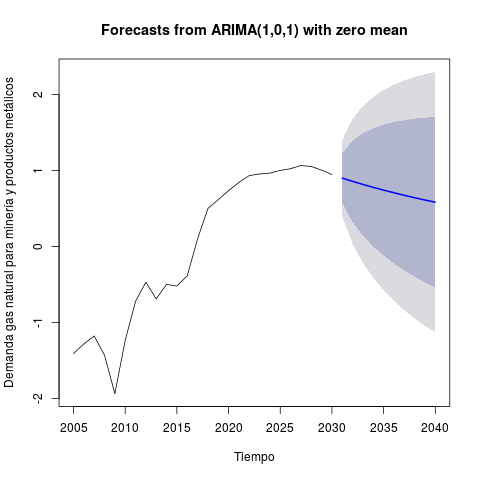 Forecasts from ARIMA(1,0,1) with zero mean
Demanda gas natural para minería y productos metálicos
2
1
0
-1
-2
2005 2010 2015 2020 2025 2030 2035 2040
Tiempo